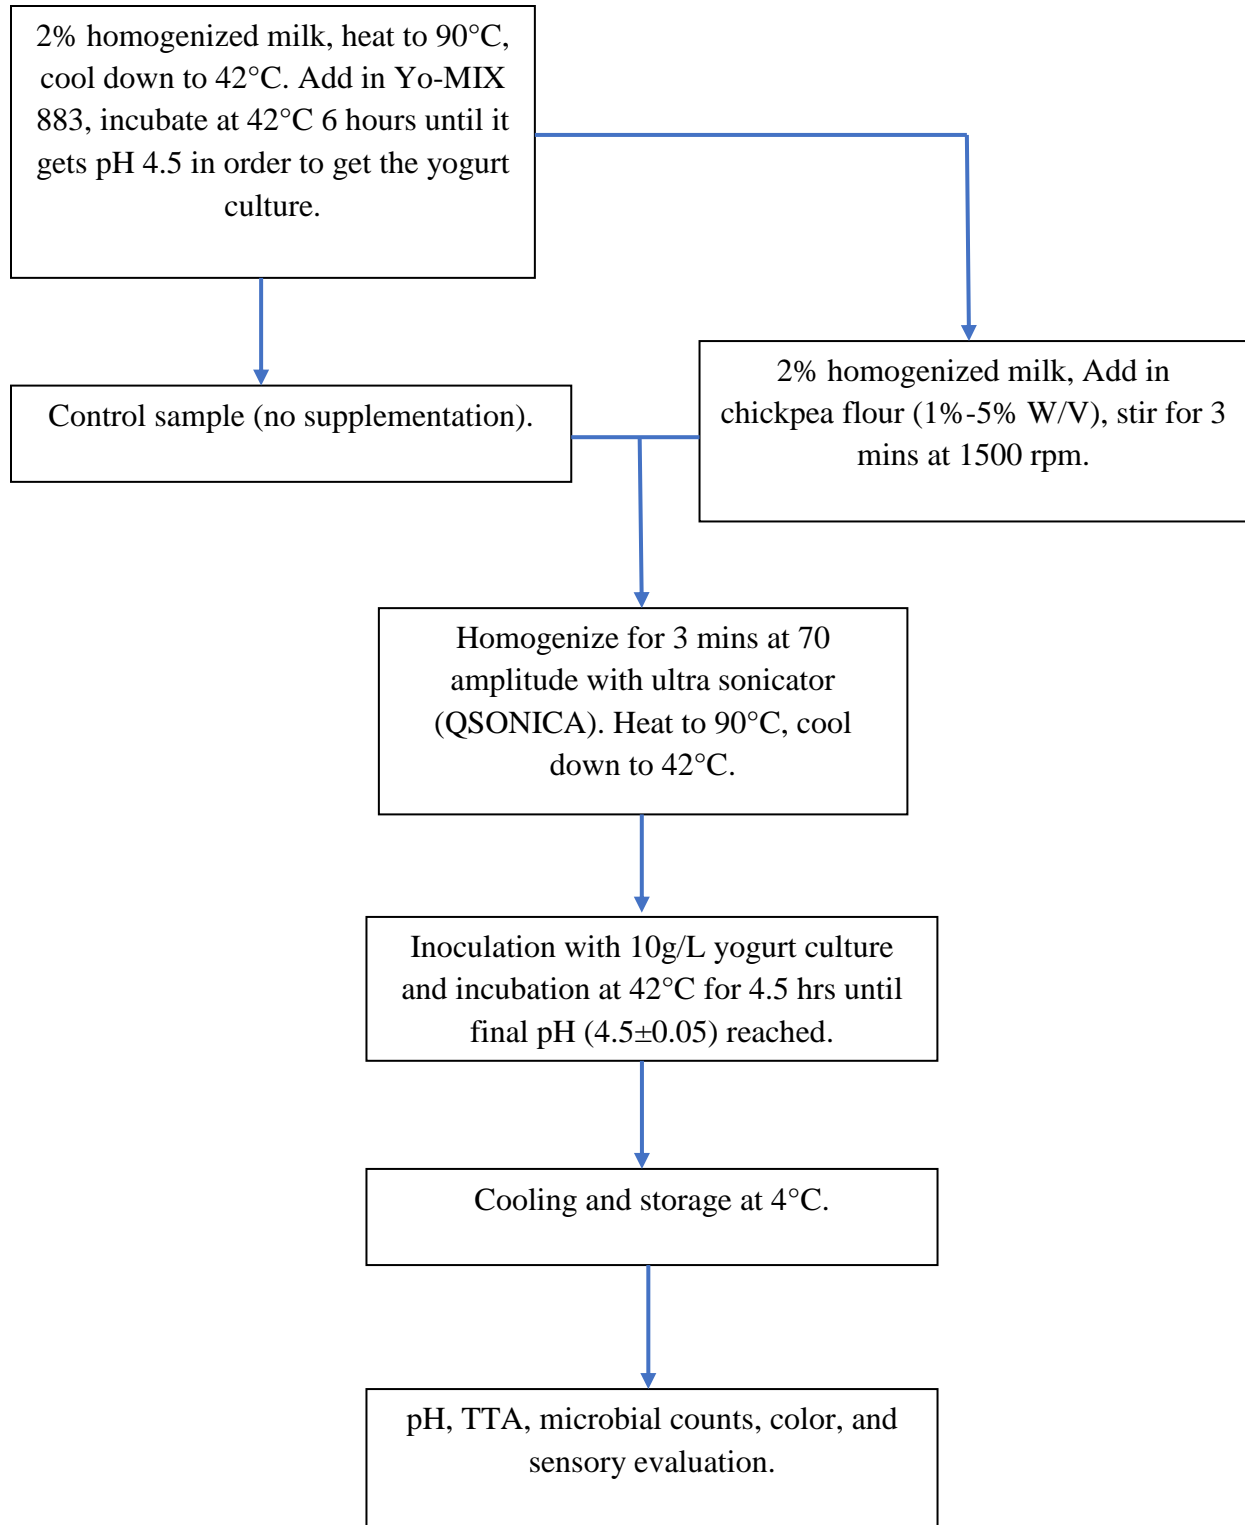 2% homogenized milk, heat to 90°C,
cool down to 42°C. Add in Yo-MIX
883, incubate at 42°C 6 hours until it
gets pH 4.5 in order to get the yogurt
culture.
Control sample (no supplementation).
2% homogenized milk, Add in
chickpea flour (1%-5% W/V), stir for 3
mins at 1500 rpm.
Homogenize for 3 mins at 70
amplitude with ultra sonicator
(QSONICA). Heat to 90°C, cool
down to 42°C.
Inoculation with 10g/L yogurt culture
and incubation at 42°C for 4.5 hrs until
final pH (4.5±0.05) reached.
Cooling and storage at 4°C.
pH, TTA, microbial counts, color, and
sensory evaluation.